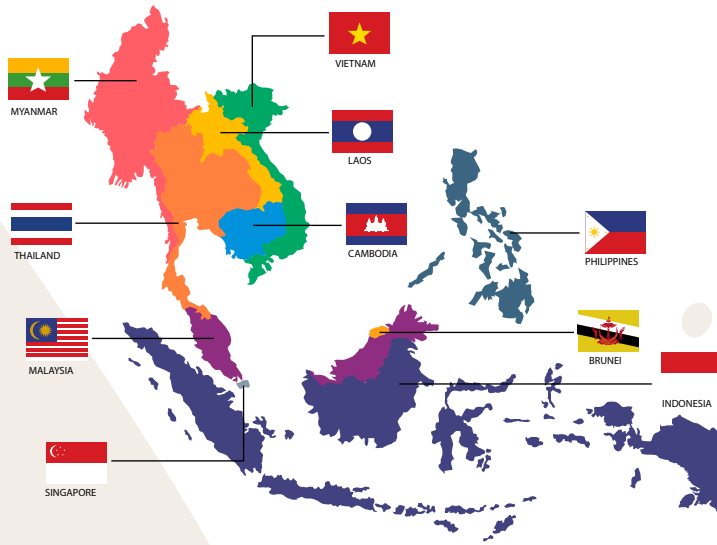 VIETNAM
MYANMAR
LAOS
THAILAND
CAMBODIA
PHILIPPINES
MALAYSIA
BRUNEI
INDONESIA
SINGAPORE